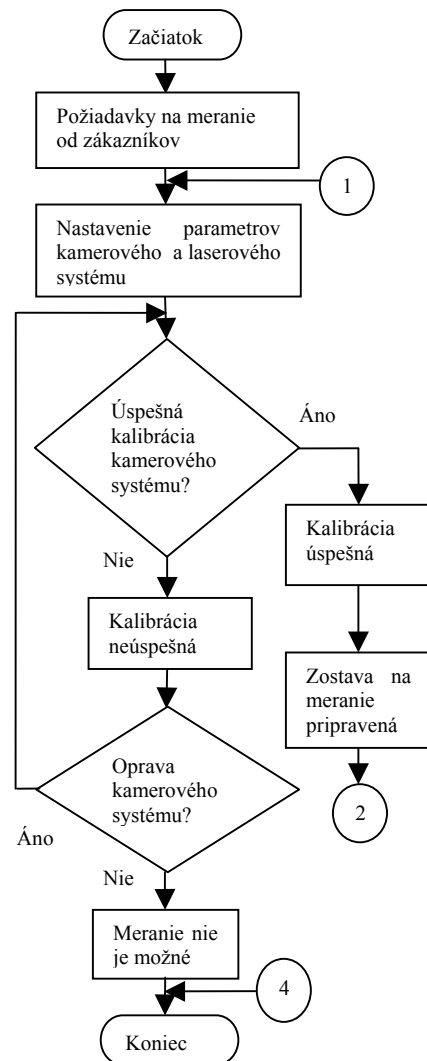 Začiatok
Požiadavky na meranie
od zákazníkov
1
Nastavenie parametrov
kamerového a laserového
systému
Úspešná
kalibrácia
kamerového
systému?
Áno
Nie
Kalibrácia
úspešná
Kalibrácia
neúspešná
Zostava na
meranie
pripravená
Oprava
kamerového
systému?
2
Áno
Nie
Meranie nie
je možné
4
Koniec